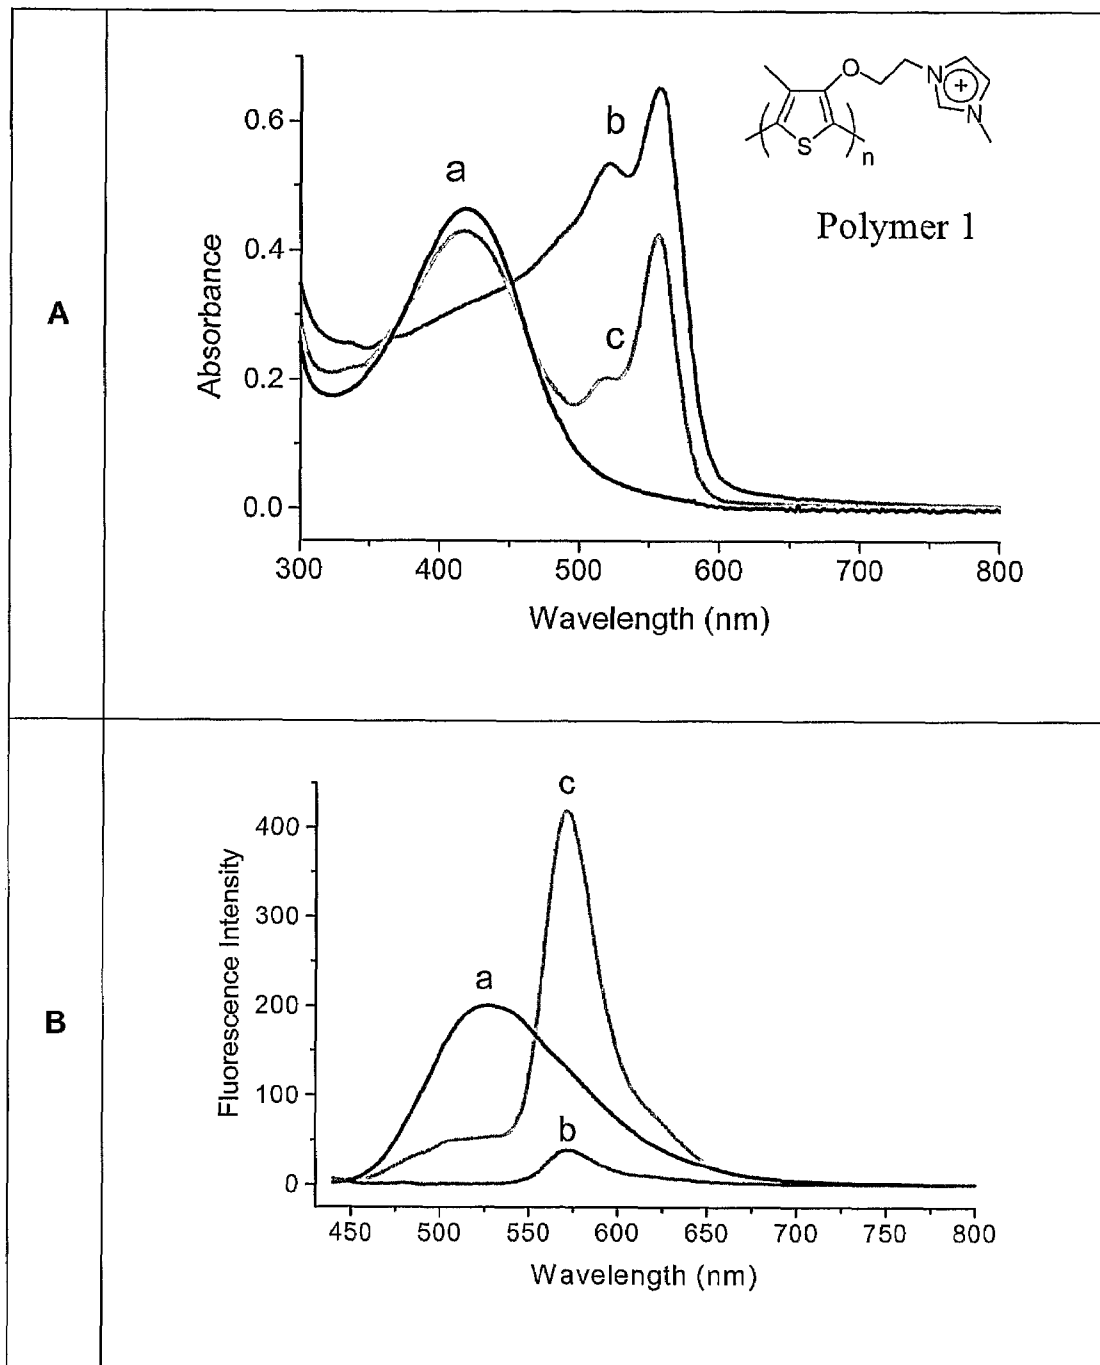 A
0.6
0.4
0.2
0.0
Absorbance
a
b
c
O
N
+
N
S
n
Polymer 1
300 400 500 600 700 800
Wavelength (nm)
B
400
300
200
100
0
Fluorescence Intensity
c
a
b
450 500 550 600 650 700 750 800
Wavelength (nm)